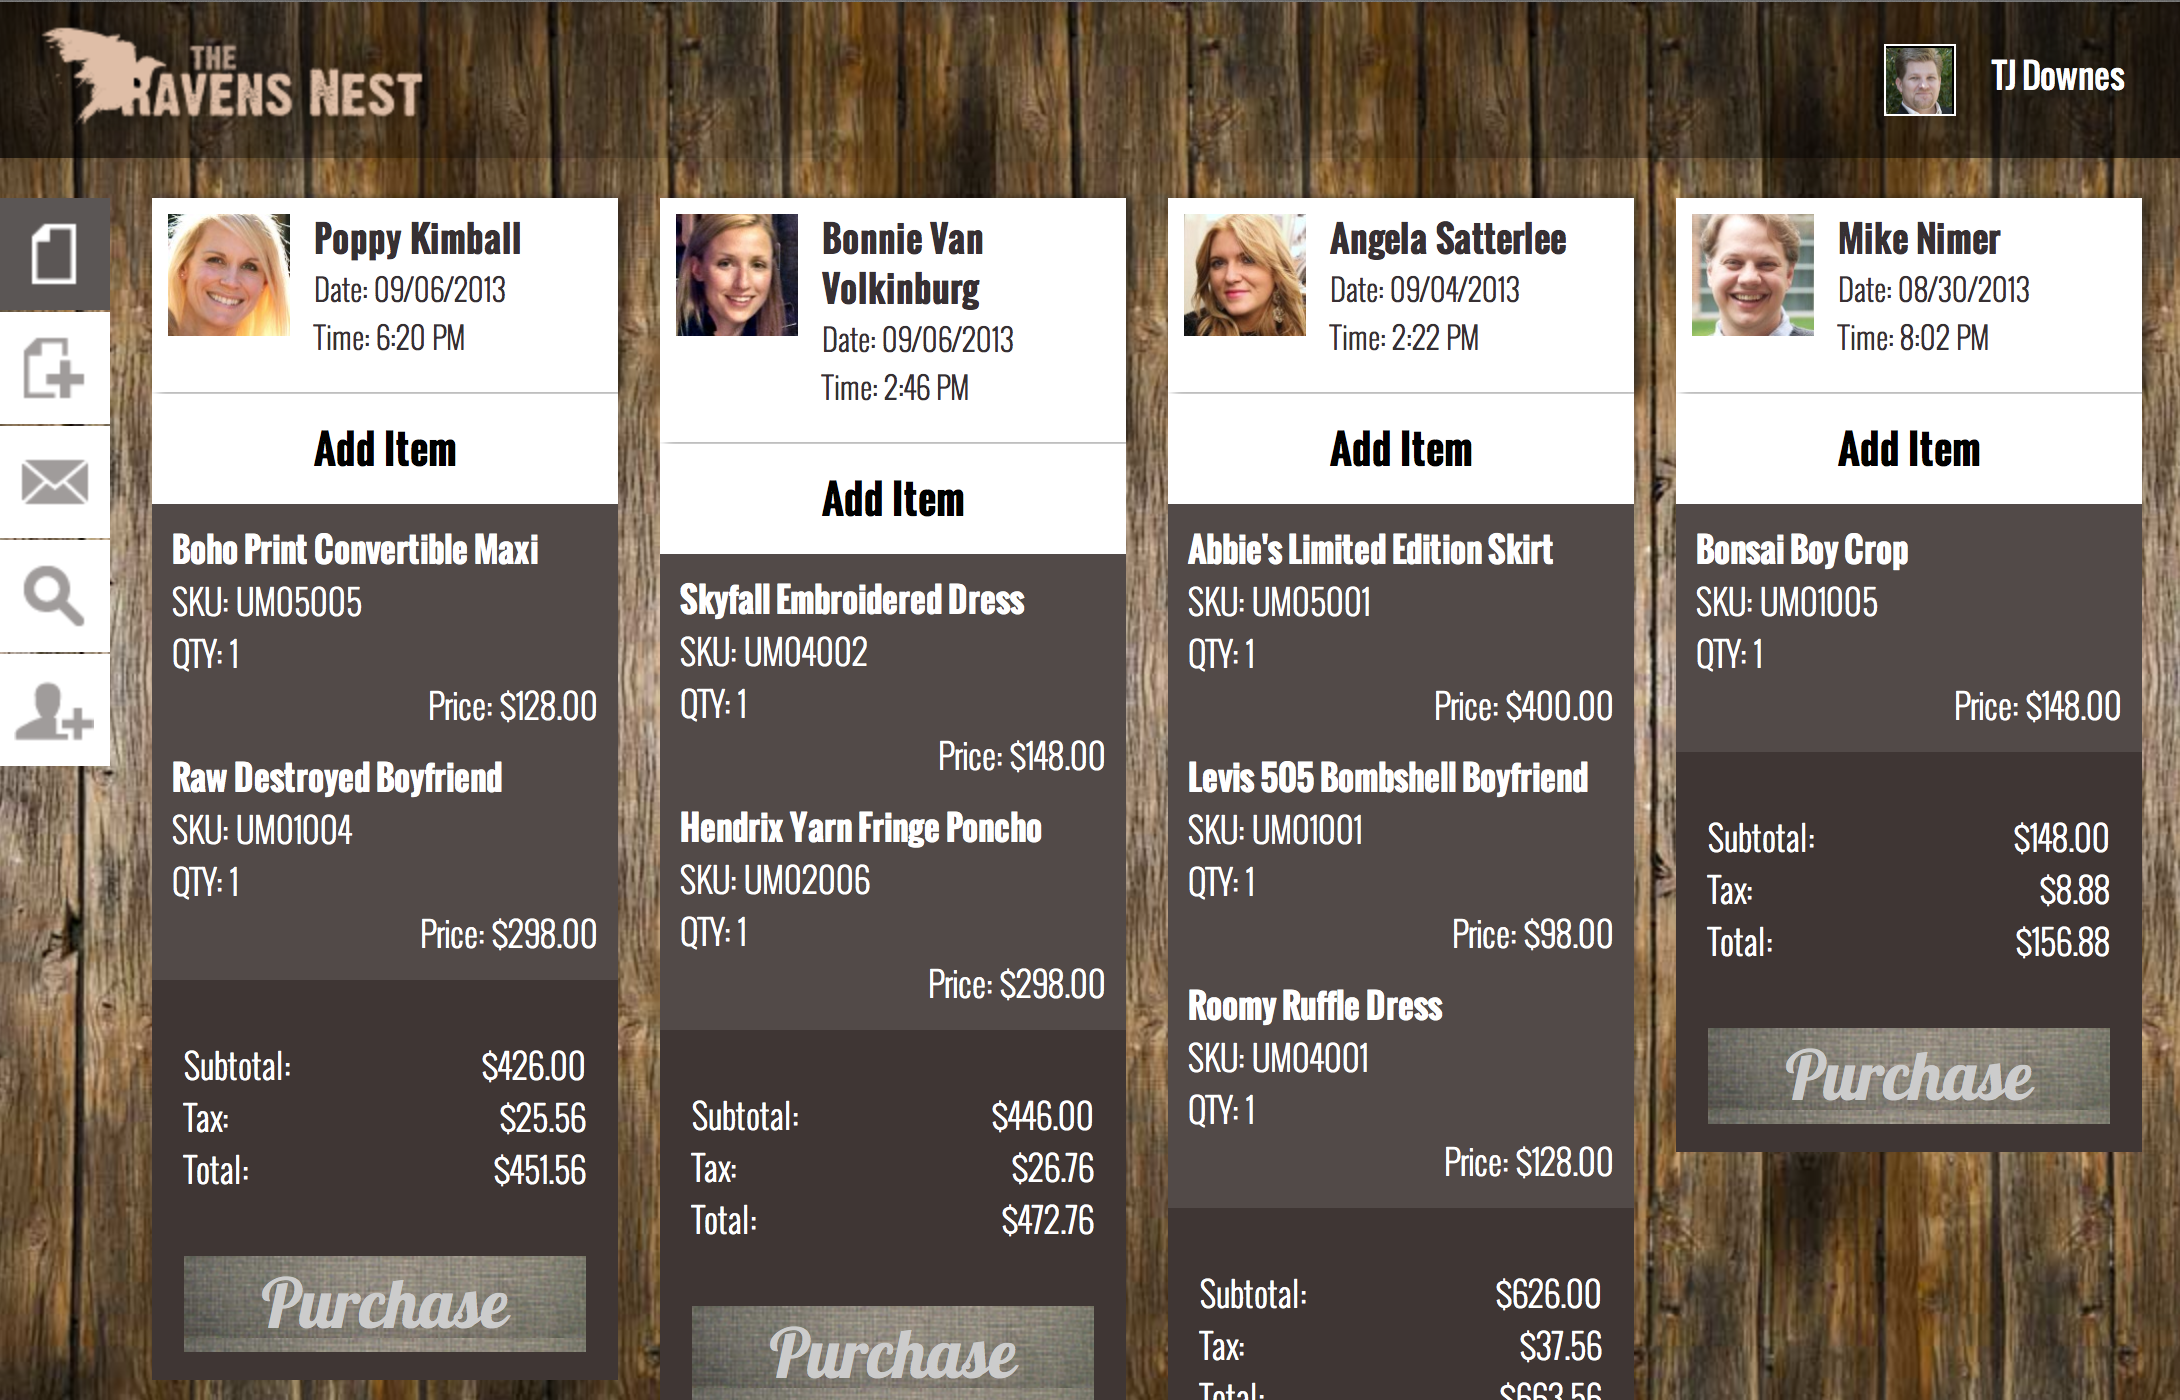 THE
RAVENS NEST
TJ Downes
Poppy Kimball
Date: 09/06/2013
Time: 6:20 PM
Add Item
Boho Print Convertible Maxi
SKU: UM05005
QTY: 1
Price: $128.00
Raw Destroyed Boyfriend
SKU: UM01004
QTY: 1
Price: $298.00
Subtotal: $426.00
Tax: $25.56
Total: $451.56
Purchase
Bonnie Van
Volkinburg
Date: 09/06/2013
Time: 2:46 PM
Add Item
Skyfall Embroidered Dress
SKU: UM04002
QTY: 1
Price: $148.00
Hendrix Yarn Fringe Poncho
SKU: UM02006
QTY: 1
Price: $298.00
Subtotal: $446.00
Tax: $26.76
Total: $472.76
Purchase
Angela Satterlee
Date: 09/04/2013
Time: 2:22 PM
Add Item
Abbie's Limited Edition Skirt
SKU: UM05001
QTY: 1
Price: $400.00
Levis 505 Bombshell Boyfriend
SKU: UM01001
QTY: 1
Price: $98.00
Roomy Ruffle Dress
SKU: UM04001
QTY: 1
Price: $128.00
Subtotal: $626.00
Tax: $37.56
Total: $663.56
Mike Nimer
Date: 08/30/2013
Time: 8:02 PM
Add Item
Bonsai Boy Crop
SKU: UM01005
QTY: 1
Price: $148.00
Subtotal: $148.00
Tax: $8.88
Total: $156.88
Purchase